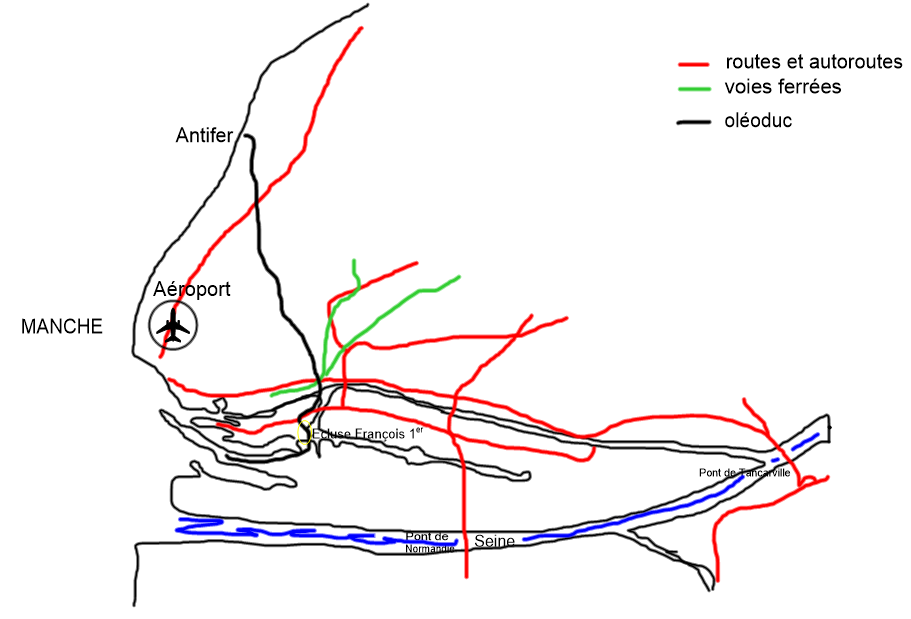 routes et autoroutes
voies ferrées
oléoduc
Antifer
Aéroport
MANCHE
Ecluse François 1er
Pont de Tancarville
Pont de
Normandie
Seine